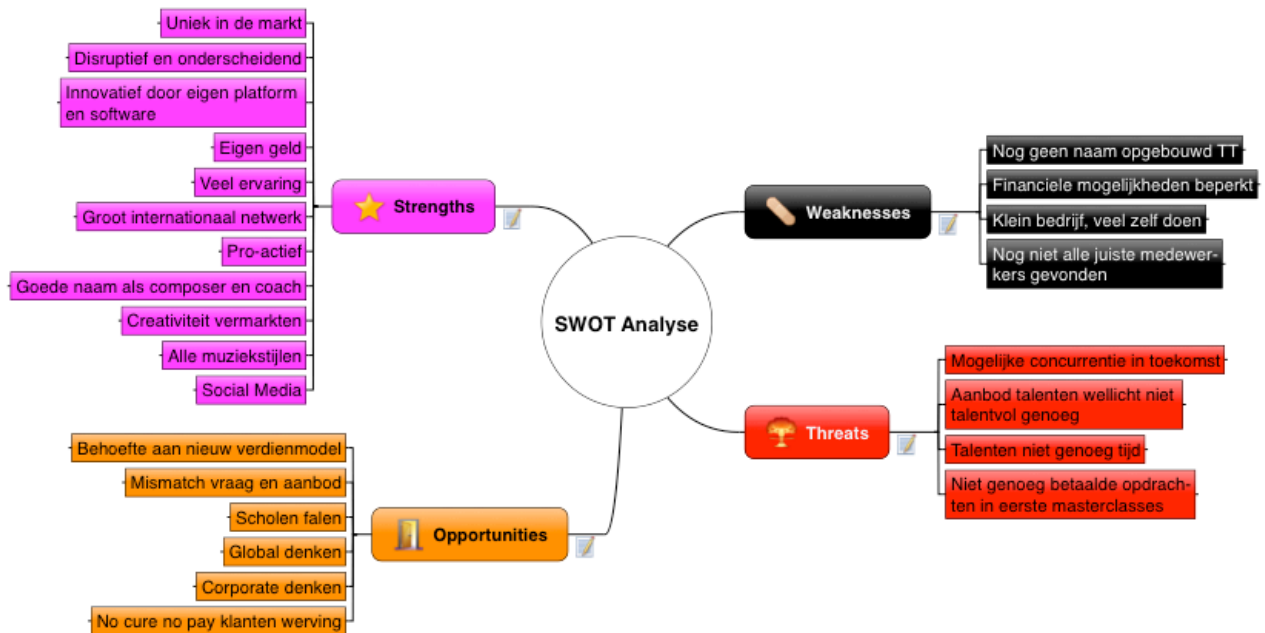 Uniek in de markt
Disruptief en onderscheidend
Innovatief door eigen platform
en software
Eigen geld
Veel ervaring
Groot internationaal netwerk
Pro-actief
Goede naam als composer en coach
Creativiteit vermarkten
Alle muziekstijlen
Social Media
Strengths
Behoefte aan nieuw verdienmodel
Mismatch vraag en aanbod
Scholen falen
Global denken
Corporate denken
No cure no pay klanten werving
Opportunities
SWOT Analyse
Weaknesses
Nog geen naam opgebouwd TT
Financiele mogelijkheden beperkt
Klein bedrijf, veel zelf doen
Nog niet alle juiste medewer-
kers gevonden
Threats
Mogelijke concurrentie in toekomst
Aanbod talenten wellicht niet
talentvol genoeg
Talenten niet genoeg tijd
Niet genoeg betaalde opdrach-
ten in eerste masterclasses